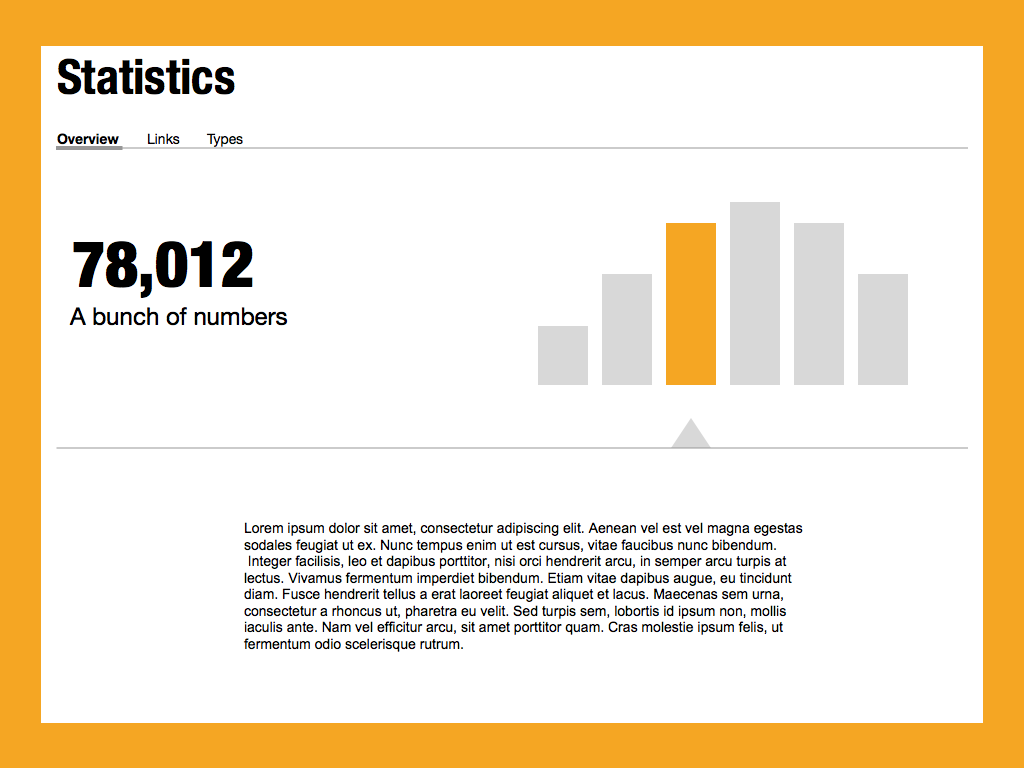 Statistics
Overview Links Types
78,012
A bunch of numbers
Lorem ipsum dolor sit amet, consectetur adipiscing elit. Aenean vel est vel magna egestas
sodales feugiat ut ex. Nunc tempus enim ut est cursus, vitae faucibus nunc bibendum.
Integer facilisis, leo et dapibus porttitor, nisi orci hendrerit arcu, in semper arcu turpis at
lectus. Vivamus fermentum imperdiet bibendum. Etiam vitae dapibus augue, eu tincidunt
diam. Fusce hendrerit tellus a erat laoreet feugiat aliquet et lacus. Maecenas sem urna,
consectetur a rhoncus ut, pharetra eu velit. Sed turpis sem, lobortis id ipsum non, mollis
iaculis ante. Nam vel efficitur arcu, sit amet porttitor quam. Cras molestie ipsum felis, ut
fermentum odio scelerisque rutrum.